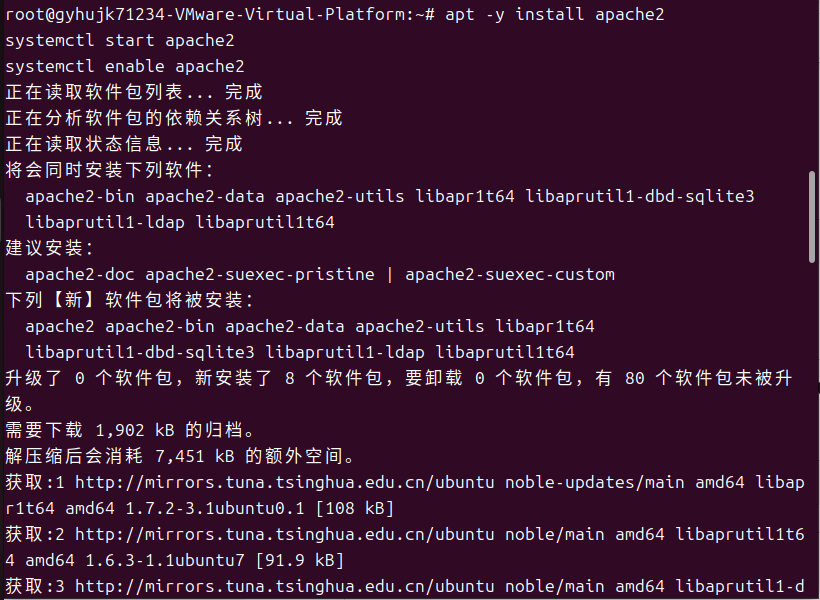 root@gyhujk71234-VMware-Virtual-Platform:~# apt -y install apache2
systemctl start apache2
systemctl enable apache2
正在读取软件包列表... 完成
正在分析软件包的依赖关系树... 完成
正在读取状态信息... 完成
将会同时安装下列软件：
  apache2-bin apache2-data apache2-utils libapr1t64 libaprutil1-dbd-sqlite3
  libaprutil1-ldap libaprutil1t64
建议安装：
  apache2-doc apache2-suexec-pristine | apache2-suexec-custom
下列【新】软件包将被安装：
  apache2 apache2-bin apache2-data apache2-utils libapr1t64
  libaprutil1-dbd-sqlite3 libaprutil1-ldap libaprutil1t64
升级了 0 个软件包，新安装了 8 个软件包，要卸载 0 个软件包，有 80 个软件包未被升
级。
需要下载 1,902 kB 的归档。
解压缩后会消耗 7,451 kB 的额外空间。
获取:1 http://mirrors.tuna.tsinghua.edu.cn/ubuntu noble-updates/main amd64 libap
r1t64 amd64 1.7.2-3.1ubuntu0.1 [108 kB]
获取:2 http://mirrors.tuna.tsinghua.edu.cn/ubuntu noble/main amd64 libaprutil1t6
4 amd64 1.6.3-1.1ubuntu7 [91.9 kB]
获取:3 http://mirrors.tuna.tsinghua.edu.cn/ubuntu noble/main amd64 libaprutil1-d